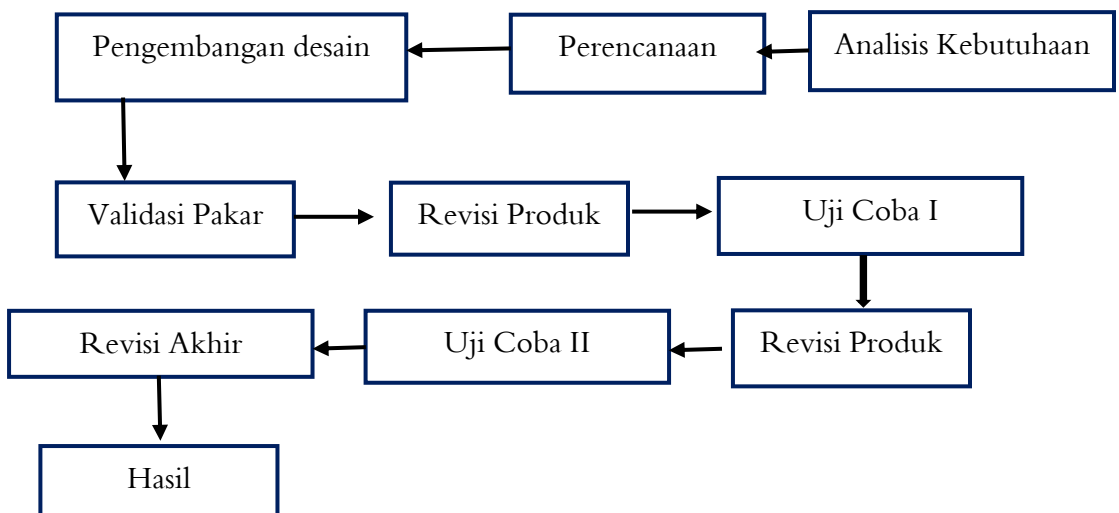 Pengembangan desain
Perencanaan
Analisis Kebutuhaan
Validasi Pakar
Revisi Produk
Uji Coba I
Revisi Akhir
Uji Coba II
Revisi Produk
Hasil